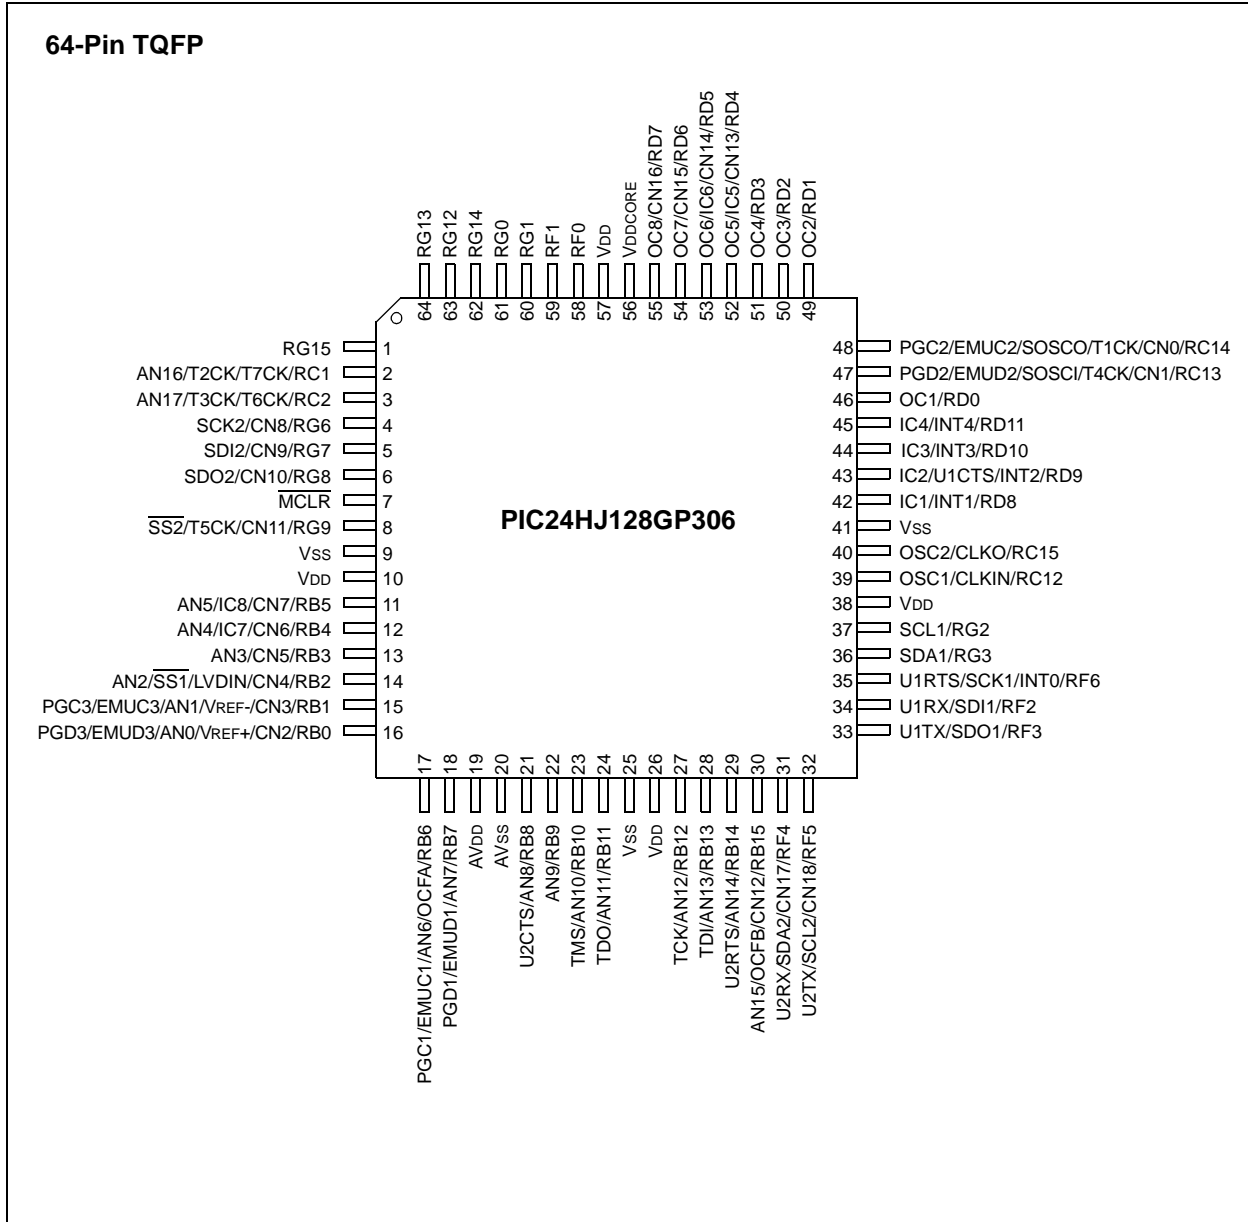 64-Pin TQFP
RG13
RG12
RG14
RG0
RG1
RF1
RF0
VDD
VDDCORE
OC8/CN16/RD7
OC7/CN15/RD6
OC6/IC6/CN14/RD5
OC5/IC5/CN13/RD4
OC4/RD3
OC3/RD2
OC2/RD1
64 63 62 61 60 59 58 57 56 55 54 53 52 51 50 49
RG15 1
AN16/T2CK/T7CK/RC1 2
AN17/T3CK/T6CK/RC2 3
SCK2/CN8/RG6 4
SDI2/CN9/RG7 5
SDO2/CN10/RG8 6
MCLR 7
SS2/T5CK/CN11/RG9 8
VSS 9
VDD 10
AN5/IC8/CN7/RB5 11
AN4/IC7/CN6/RB4 12
AN3/CN5/RB3 13
AN2/SS1/LVDIN/CN4/RB2 14
PGC3/EMUC3/AN1/VREF-/CN3/RB1 15
PGD3/EMUD3/AN0/VREF+/CN2/RB0 16
PIC24HJ128GP306
48 PGC2/EMUC2/SOSCO/T1CK/CN0/RC14
47 PGD2/EMUD2/SOSCI/T4CK/CN1/RC13
46 OC1/RD0
45 IC4/INT4/RD11
44 IC3/INT3/RD10
43 IC2/U1CTS/INT2/RD9
42 IC1/INT1/RD8
41 VSS
40 OSC2/CLKO/RC15
39 OSC1/CLKIN/RC12
38 VDD
37 SCL1/RG2
36 SDA1/RG3
35 U1RTS/SCK1/INT0/RF6
34 U1RX/SDI1/RF2
33 U1TX/SDO1/RF3
17 18 19 20 21 22 23 24 25 26 27 28 29 30 31 32
PGC1/EMUC1/AN6/OCFA/RB6
PGD1/EMUD1/AN7/RB7
AVDD
AVSS
U2CTS/AN8/RB8
AN9/RB9
TMS/AN10/RB10
TDO/AN11/RB11
VSS
VDD
TCK/AN12/RB12
TDI/AN13/RB13
U2RTS/AN14/RB14
AN15/OCFB/CN12/RB15
U2RX/SDA2/CN17/RF4
U2TX/SCL2/CN18/RF5